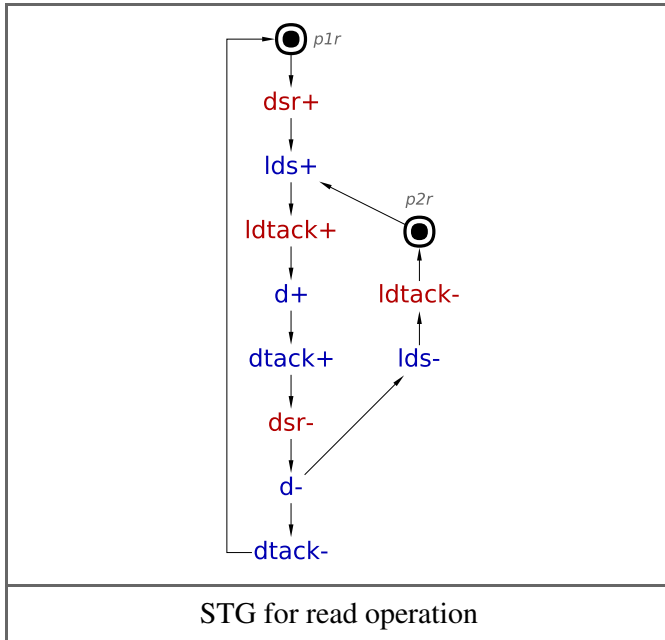 p1r
dsr+
lds+
p2r
ldtack+
d+
ldtack-
dtack+
lds-
dsr-
d-
dtack-
STG for read operation